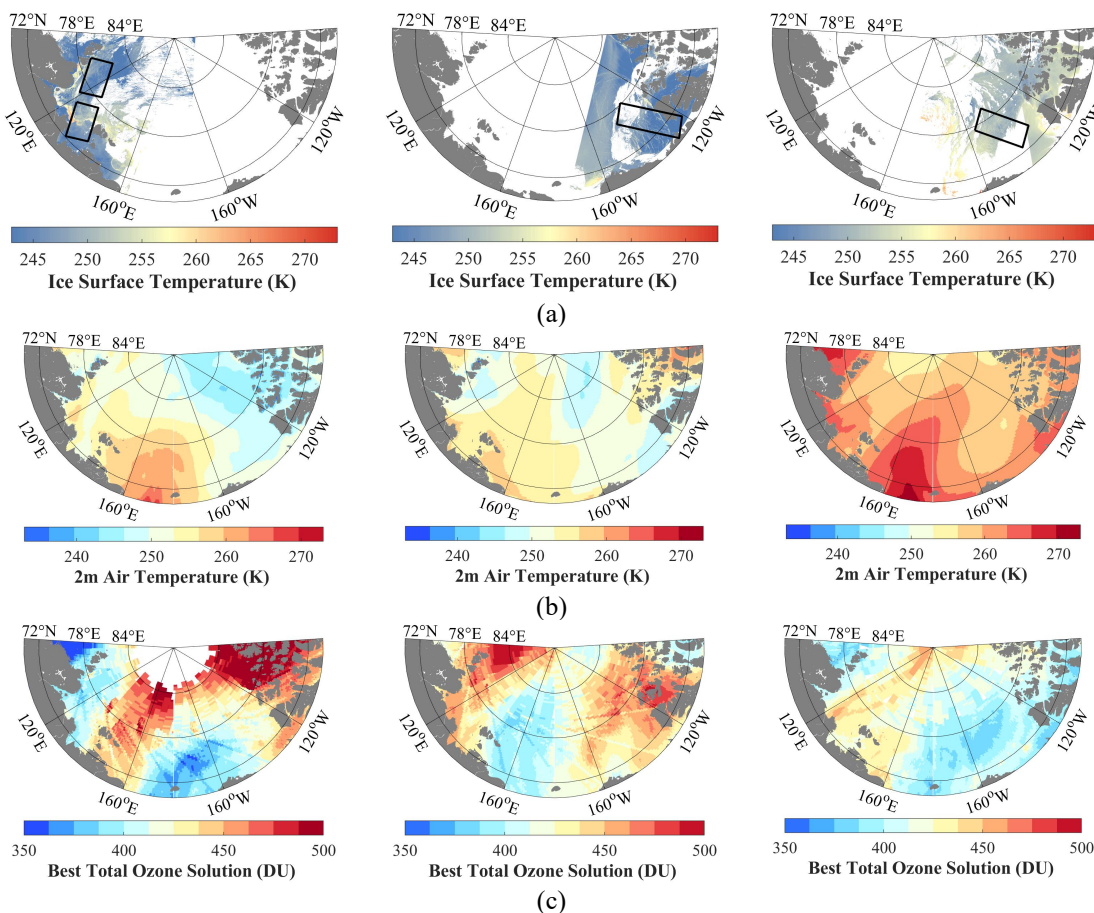 72°N 78°E 84°E
120°E 160°E 160°W 120°W
245 250 255 260 265 270
Ice Surface Temperature (K)
72°N 78°E 84°E
120°E 160°E 160°W 120°W
245 250 255 260 265 270
Ice Surface Temperature (K)
72°N 78°E 84°E
120°E 160°E 160°W 120°W
245 250 255 260 265 270
Ice Surface Temperature (K)
(a)
72°N 78°E 84°E
120°E 160°E 160°W 120°W
240 250 260 270
2m Air Temperature (K)
72°N 78°E 84°E
120°E 160°E 160°W 120°W
240 250 260 270
2m Air Temperature (K)
72°N 78°E 84°E
120°E 160°E 160°W 120°W
240 250 260 270
2m Air Temperature (K)
(b)
72°N 78°E 84°E
120°E 160°E 160°W 120°W
350 400 450 500
Best Total Ozone Solution (DU)
72°N 78°E 84°E
120°E 160°E 160°W 120°W
350 400 450 500
Best Total Ozone Solution (DU)
72°N 78°E 84°E
120°E 160°E 160°W 120°W
350 400 450 500
Best Total Ozone Solution (DU)
(c)